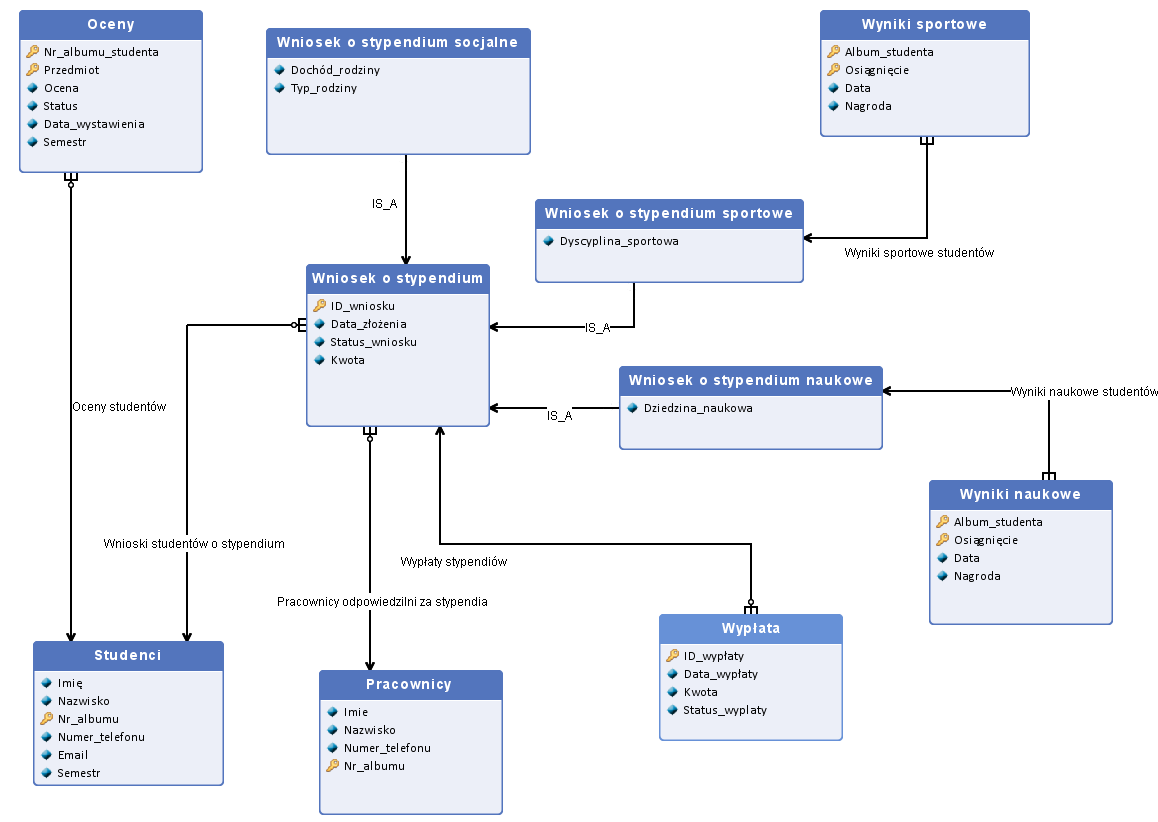 Oceny
Nr_albumu_studenta
Przedmiot
Ocena
Status
Data_wystawienia
Semestr
Wniosek o stypendium socjalne
Dochód_rodziny
Typ_rodziny
Wyniki sportowe
Album_studenta
Osiągnięcie
Data
Nagroda
IS_A
Wniosek o stypendium sportowe
Dyscyplina_sportowa
Wyniki sportowe studentów
Wniosek o stypendium
ID_wniosku
Data_złożenia
Status_wniosku
Kwota
IS_A
Wniosek o stypendium naukowe
Dziedzina_naukowa
IS_A
Wyniki naukowe studentów
Oceny studentów
Wyniki naukowe
Album_studenta
Osiągnięcie
Data
Nagroda
Wnioski studentów o stypendium
Wypłaty stypendiów
Pracownicy odpowiedzilni za stypendia
Studenci
Imię
Nazwisko
Nr_albumu
Numer_telefonu
Email
Semestr
Pracownicy
Imie
Nazwisko
Numer_telefonu
Nr_albumu
Wypłata
ID_wypłaty
Data_wypłaty
Kwota
Status_wyplaty